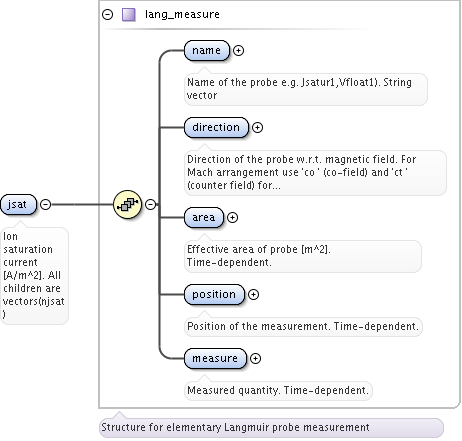 lang_measure
name
Name of the probe e.g. Jsatur1,Vfloat1). String
vector
direction
Direction of the probe w.r.t. magnetic field. For
Mach arrangement use 'co ' (co-field) and 'ct '
(counter field) for...
jsat
Ion
saturation
current
[A/m^2]. All
children are
vectors(njsat
)
area
Effective area of probe [m^2].
Time-dependent.
position
Position of the measurement. Time-dependent.
measure
Measured quantity. Time-dependent.
Structure for elementary Langmuir probe measurement